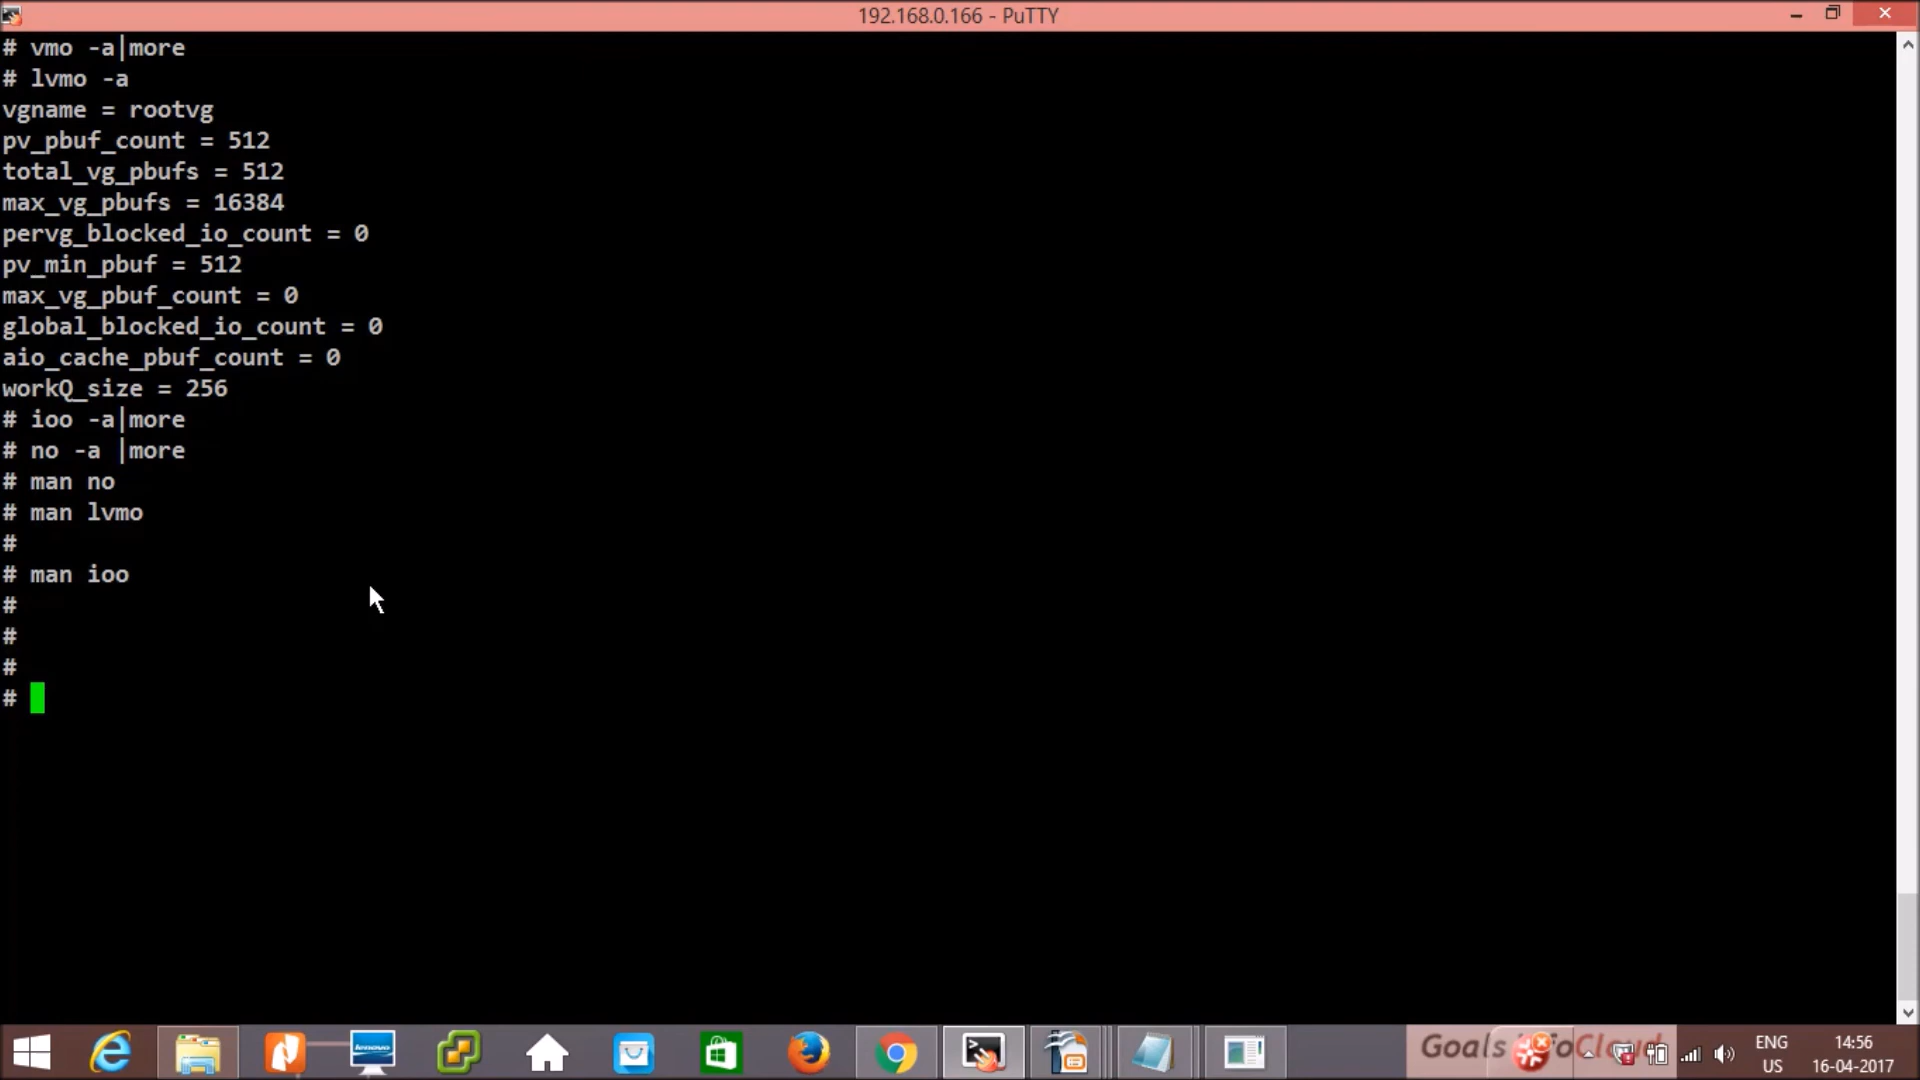 192.168.0.166 - PuTTY
# vmo -a|more
# lvmo -a
vgname = rootvg
pv_pbuf_count = 512
total_vg_pbufs = 512
max_vg_pbufs = 16384
pervg_blocked_io_count = 0
pv_min_pbuf = 512
max_vg_pbuf_count = 0
global_blocked_io_count = 0
aio_cache_pbuf_count = 0
workQ_size = 256
# ioo -a|more
# no -a |more
# man no
# man lvmo
#
# man ioo
#
#
#
#
lenovo
Goals
ENG
US
14:56
16-04-2017